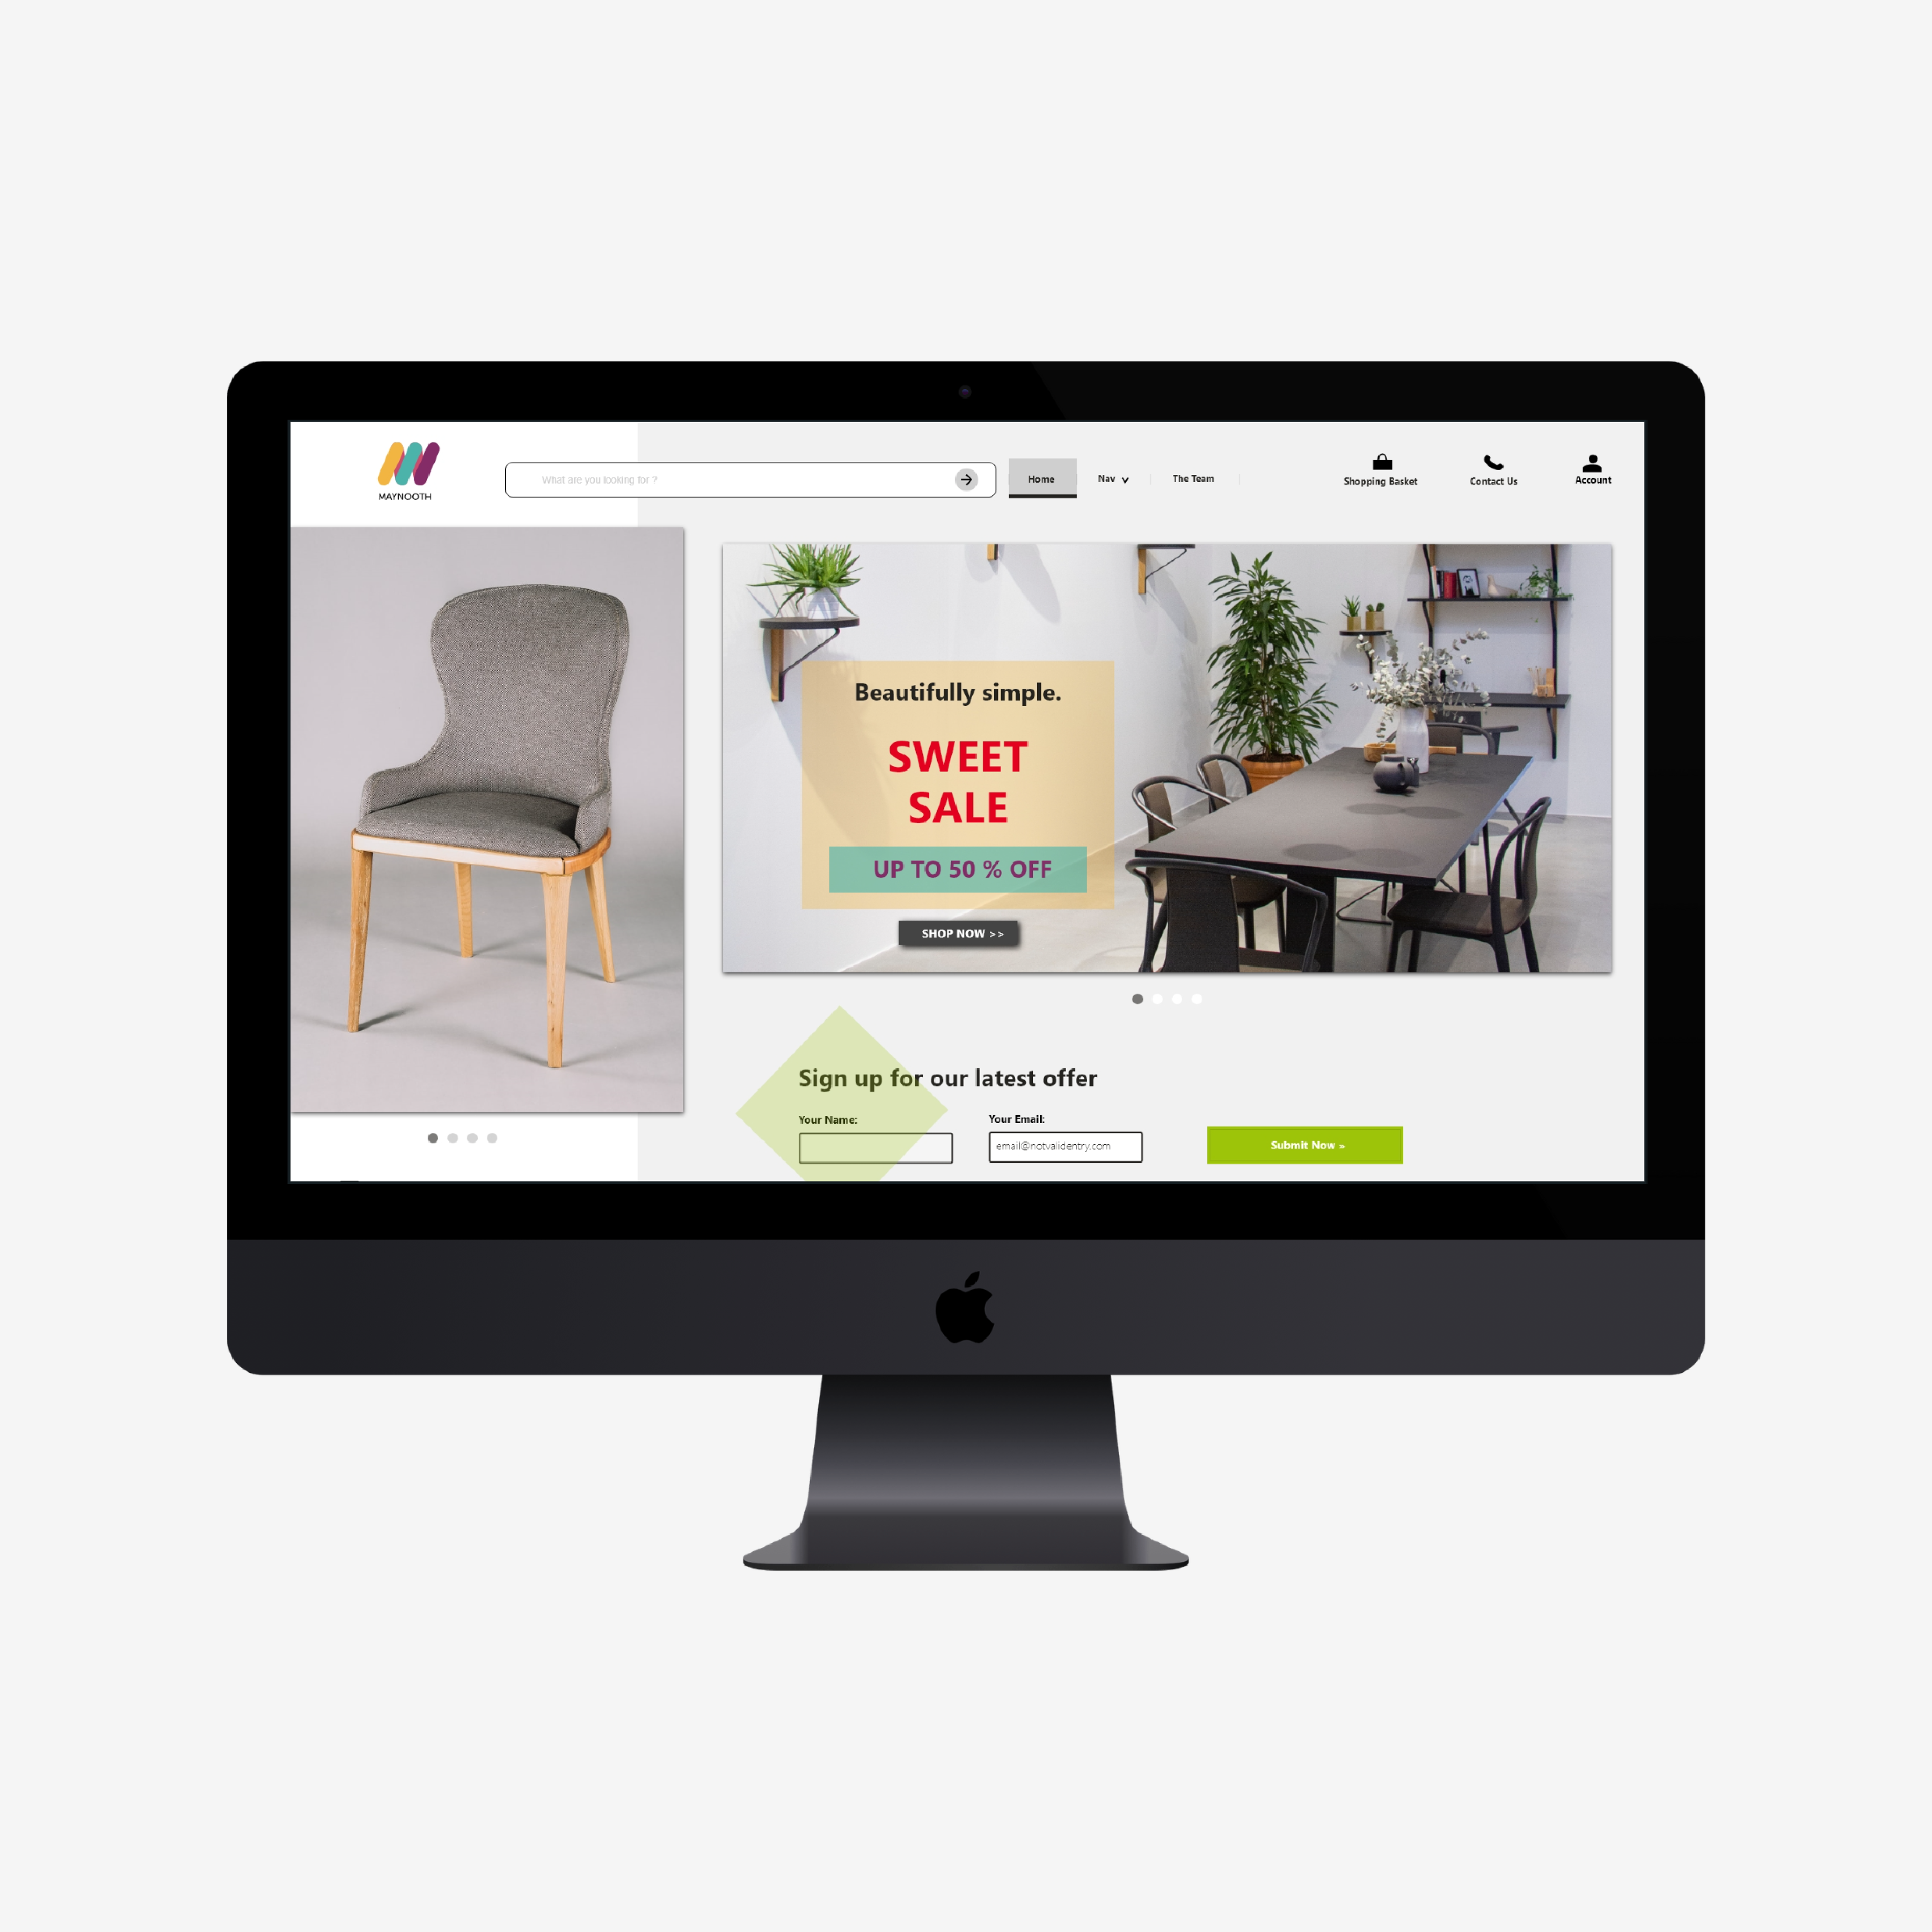 MAYNOOTH
What are you looking for ?
Home
Nav
The Team
Shopping Basket
Contact Us
Account
Beautifully simple.
SWEET
SALE
UP TO 50 % OFF
SHOP NOW >>
Sign up for our latest offer
Your Name:
Your Email:
email@notvalidentry.com
Submit Now »